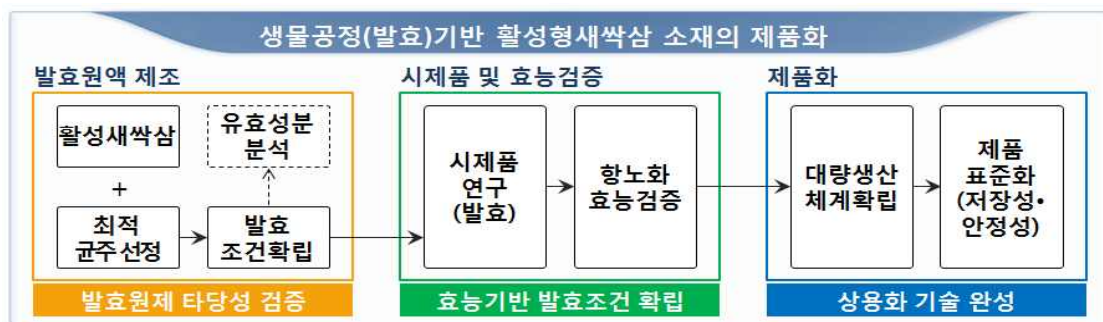 생물공정(발효)기반 활성형새싹삼 소재의 제품화
발효원액 제조
활성새싹삼
+
최적
균주 선정
유효성분
분석
발효
조건확립
발효원제 타당성 검증
시제품 및 효능검증
시제품
연구
(발효)
항노화
효능검증
효능기반 발효조건 확립
제품화
대량생산
체계확립
제품
표준화
(저장성•
안정성)
상용화 기술 완성